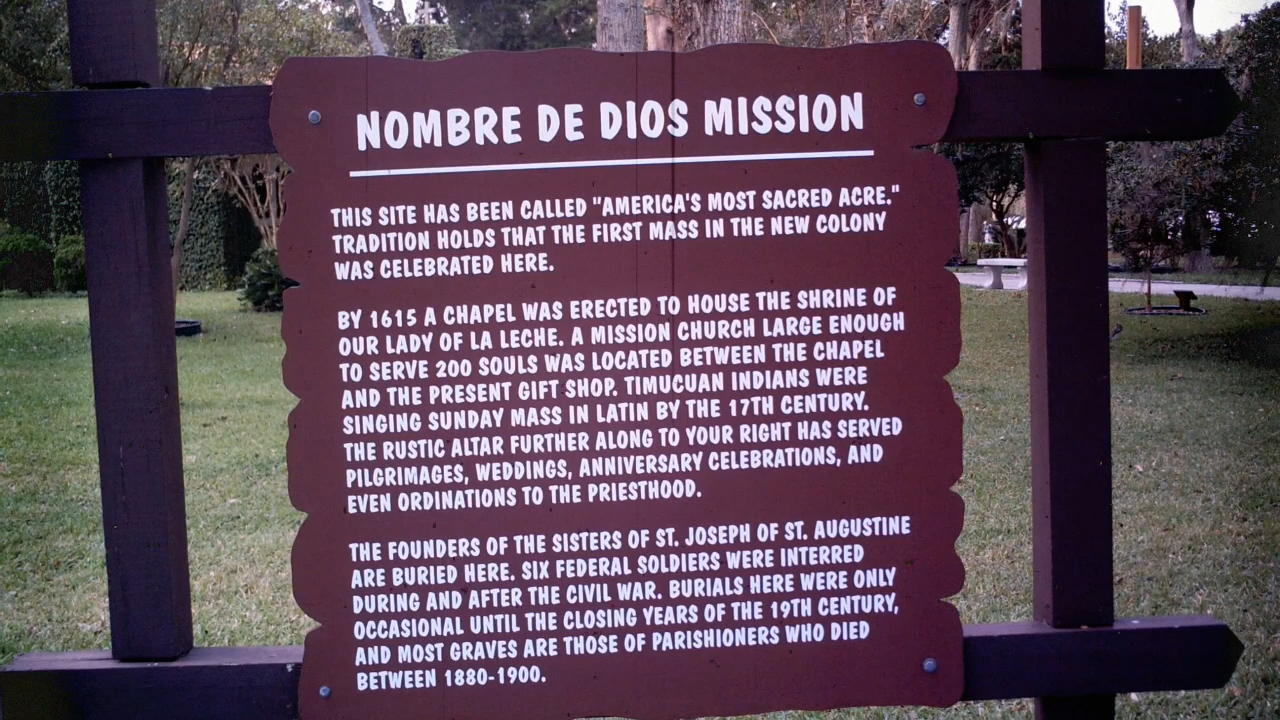 NOMBRE DE DIOS MISSION
THIS SITE HAS BEEN CALLED "AMERICA'S MOST SACRED ACRE."
TRADITION HOLDS THAT THE FIRST MASS IN THE NEW COLONY
WAS CELEBRATED HERE.
BY 1615 A CHAPEL WAS ERECTED TO HOUSE THE SHRINE OF
OUR LADY OF LA LECHE. A MISSION CHURCH LARGE ENOUGH
TO SERVE 200 SOULS WAS LOCATED BETWEEN THE CHAPEL
AND THE PRESENT GIFT SHOP. TIMUCUAN INDIANS WERE
SINGING SUNDAY MASS IN LATIN BY THE 17TH CENTURY.
THE RUSTIC ALTAR FURTHER ALONG TO YOUR RIGHT HAS SERVED
PILGRIMAGES, WEDDINGS, ANNIVERSARY CELEBRATIONS, AND
EVEN ORDINATIONS TO THE PRIESTHOOD.
THE FOUNDERS OF THE SISTERS OF ST. JOSEPH OF ST. AUGUSTINE
ARE BURIED HERE. SIX FEDERAL SOLDIERS WERE INTERRED
DURING AND AFTER THE CIVIL WAR. BURIALS HERE WERE ONLY
OCCASIONAL UNTIL THE CLOSING YEARS OF THE 19TH CENTURY,
AND MOST GRAVES ARE THOSE OF PARISHIONERS WHO DIED
BETWEEN 1880-1900.